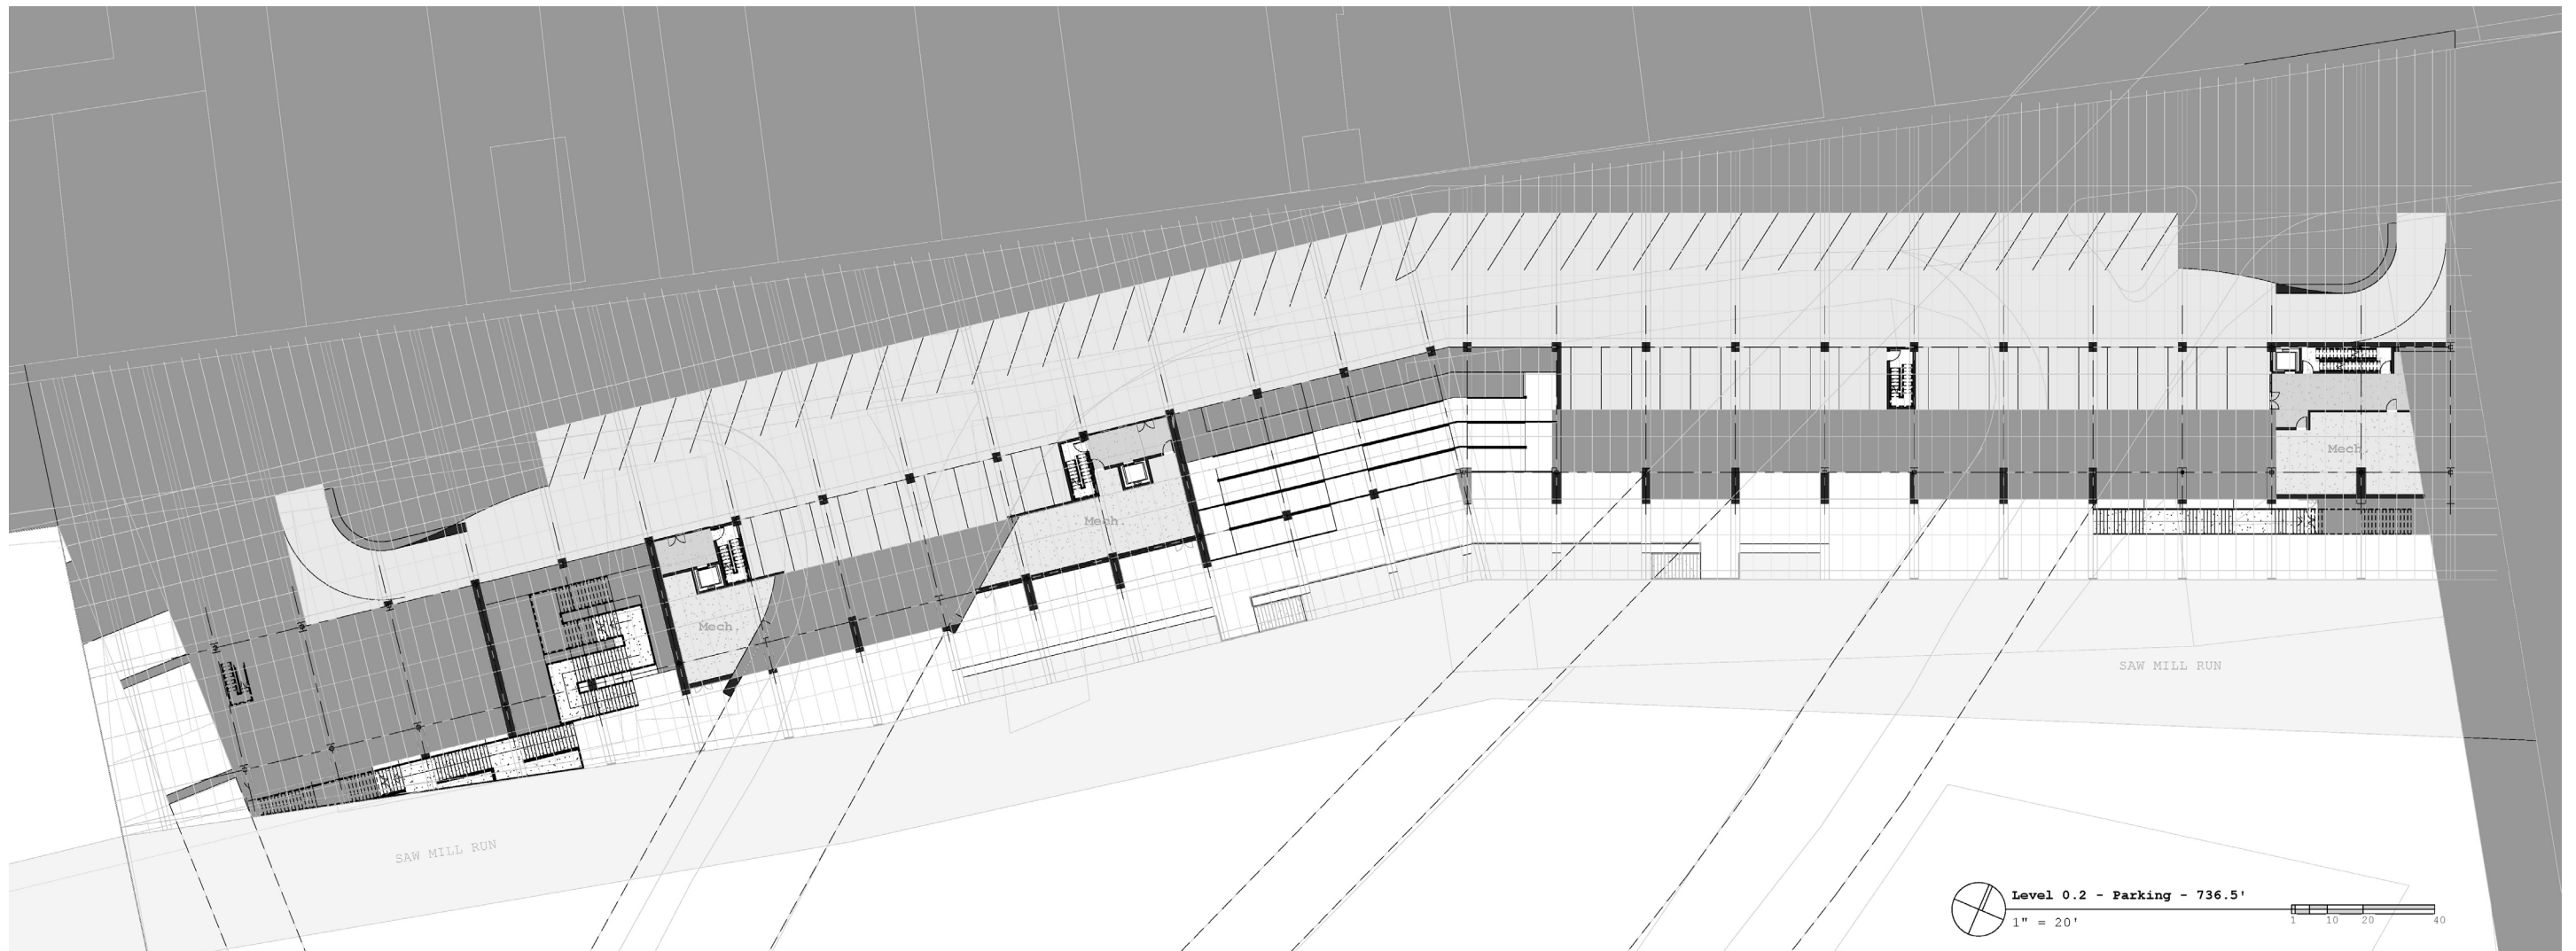 Mech.
Mech.
Mech.
SAW MILL RUN
SAW MILL RUN
Level 0.2 - Parking - 736.5'
1" = 20'
1 10 20 40